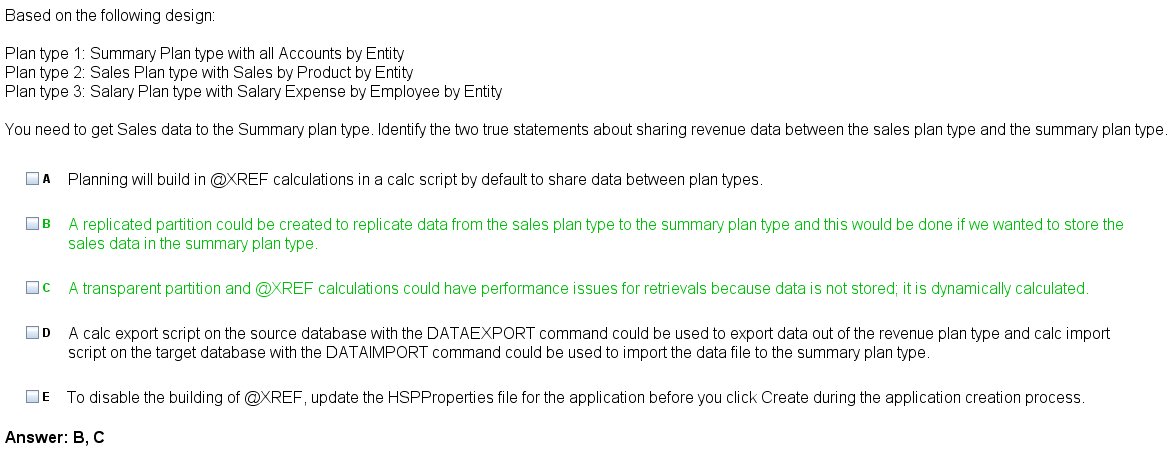 Based on the following design:
Plan type 1: Summary Plan type with all Accounts by Entity
Plan type 2: Sales Plan type with Sales by Product by Entity
Plan type 3: Salary Plan type with Salary Expense by Employee by Entity
You need to get Sales data to the Summary plan type. Identify the two true statements about sharing revenue data between the sales plan type and the summary plan type.
A Planning will build in @XREF calculations in a calc script by default to share data between plan types.
B A replicated partition could be created to replicate data from the sales plan type to the summary plan type and this would be done if we wanted to store the
sales data in the summary plan type.
C A transparent partition and @XREF calculations could have performance issues for retrievals because data is not stored; it is dynamically calculated.
D A calc export script on the source database with the DATAEXPORT command could be used to export data out of the revenue plan type and calc import
script on the target database with the DATAIMPORT command could be used to import the data file to the summary plan type.
E To disable the building of @XREF, update the HSPProperties file for the application before you click Create during the application creation process.
Answer: B, C